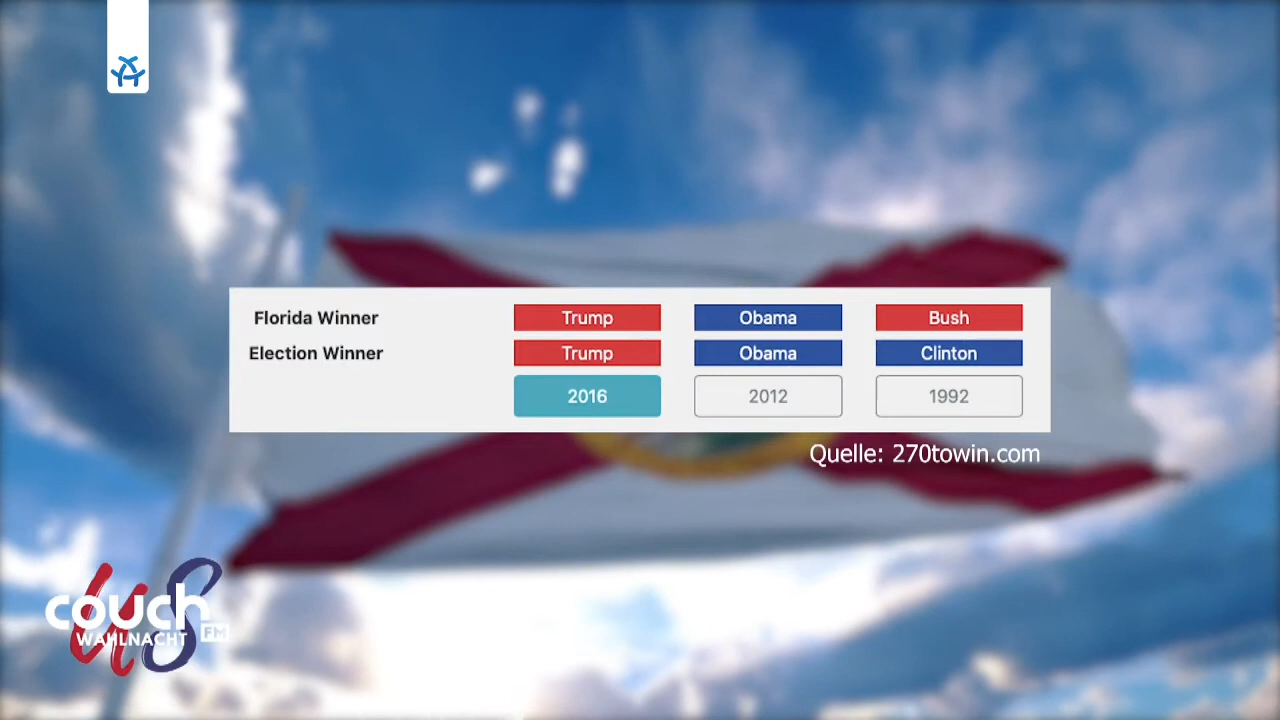 Florida Winner Trump Obama Bush
Election Winner Trump Obama Clinton
2016 2012 1992
Quelle: 270towin.com
US
couch
WAHLNACHT FM